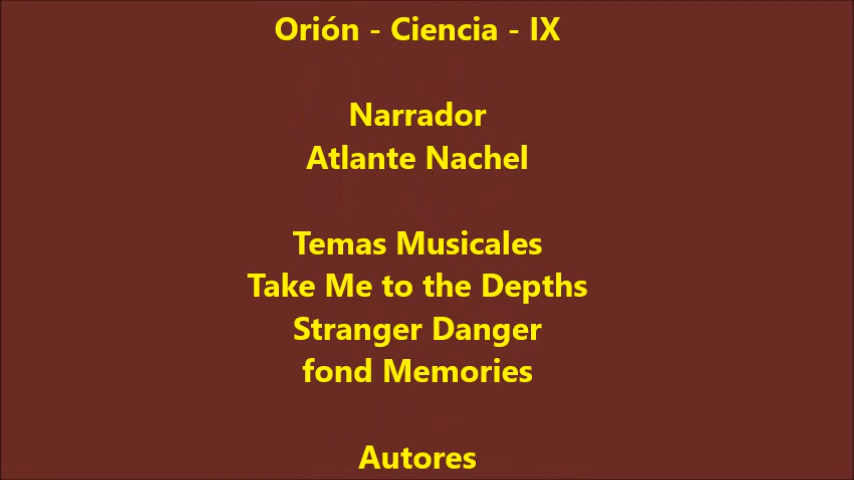 Orión - Ciencia - IX
Narrador
Atlante Nachel
Temas Musicales
Take Me to the Depths
Stranger Danger
fond Memories
Autores